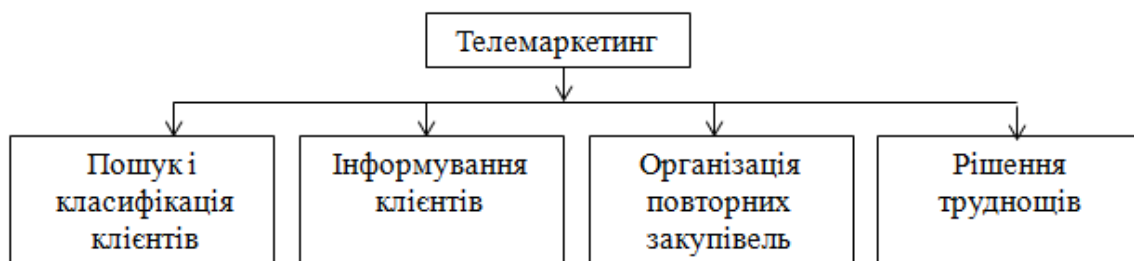 Телемаркетинг
Пошук і
класифікація
клієнтів
Інформування
клієнтів
Організація
повторних
закупівель
Рішення
труднощів